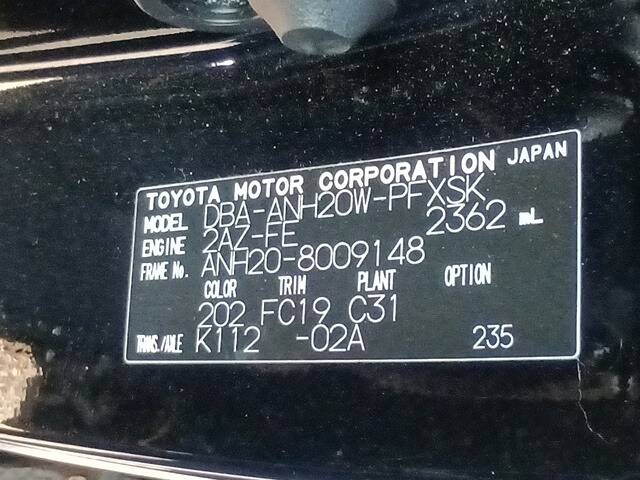 TOYOTA MOTOR CORPORATION JAPAN
MODEL DBA-ANH20W-PFXSK
ENGINE 2AZ-FE 2362 mL
FRAME No. ANH20-8009148
COLOR TRIM PLANT OPTION
202 FC19 C31
TRANS./AXLE K112 -02A 235